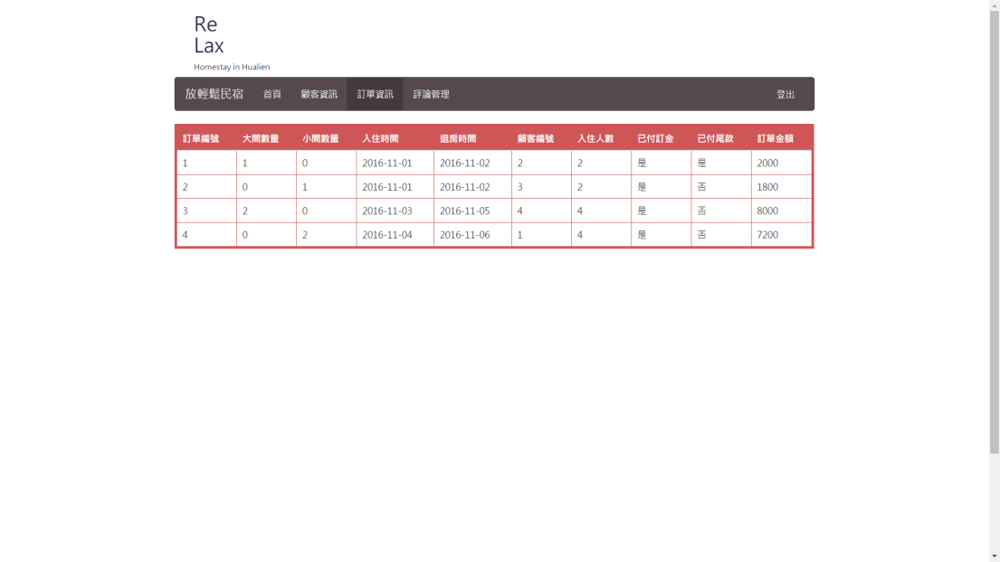 Re
Lax
Homestay in Hualien
放輕鬆民宿 首頁 顧客資訊 訂單資訊 評論管理 登出
訂單編號 大間數量 小間數量 入住時間 退房時間 顧客編號 入住人數 已付訂金 已付尾款 訂單金額
1 1 0 2016-11-01 2016-11-02 2 2 是 是 2000
2 0 1 2016-11-01 2016-11-02 3 2 是 否 1800
3 2 0 2016-11-03 2016-11-05 4 4 是 否 8000
4 0 2 2016-11-04 2016-11-06 1 4 是 否 7200